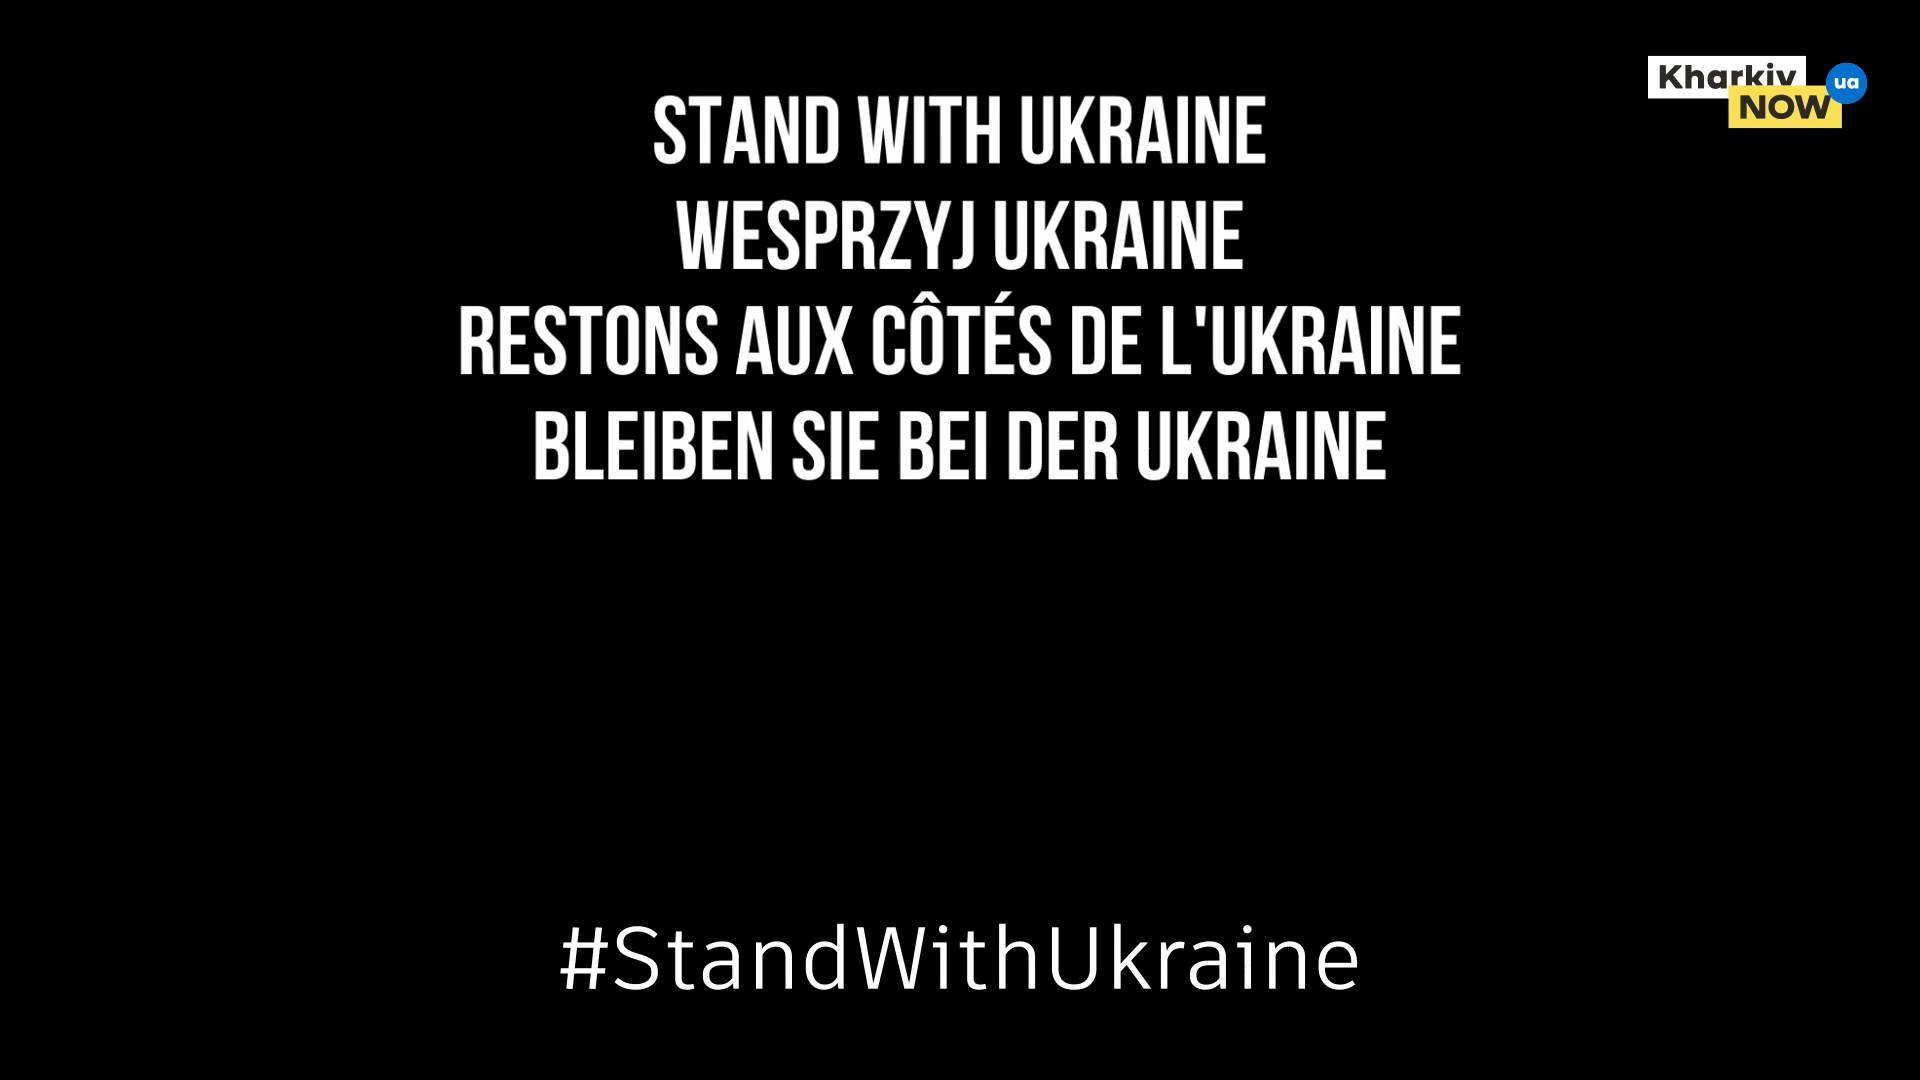 Kharkiv
NOW
ua
STAND WITH UKRAINE
WESPRZYJ UKRAINE
RESTONS AUX CÔTÉS DE L'UKRAINE
BLEIBEN SIE BEI DER UKRAINE
#StandWithUkraine